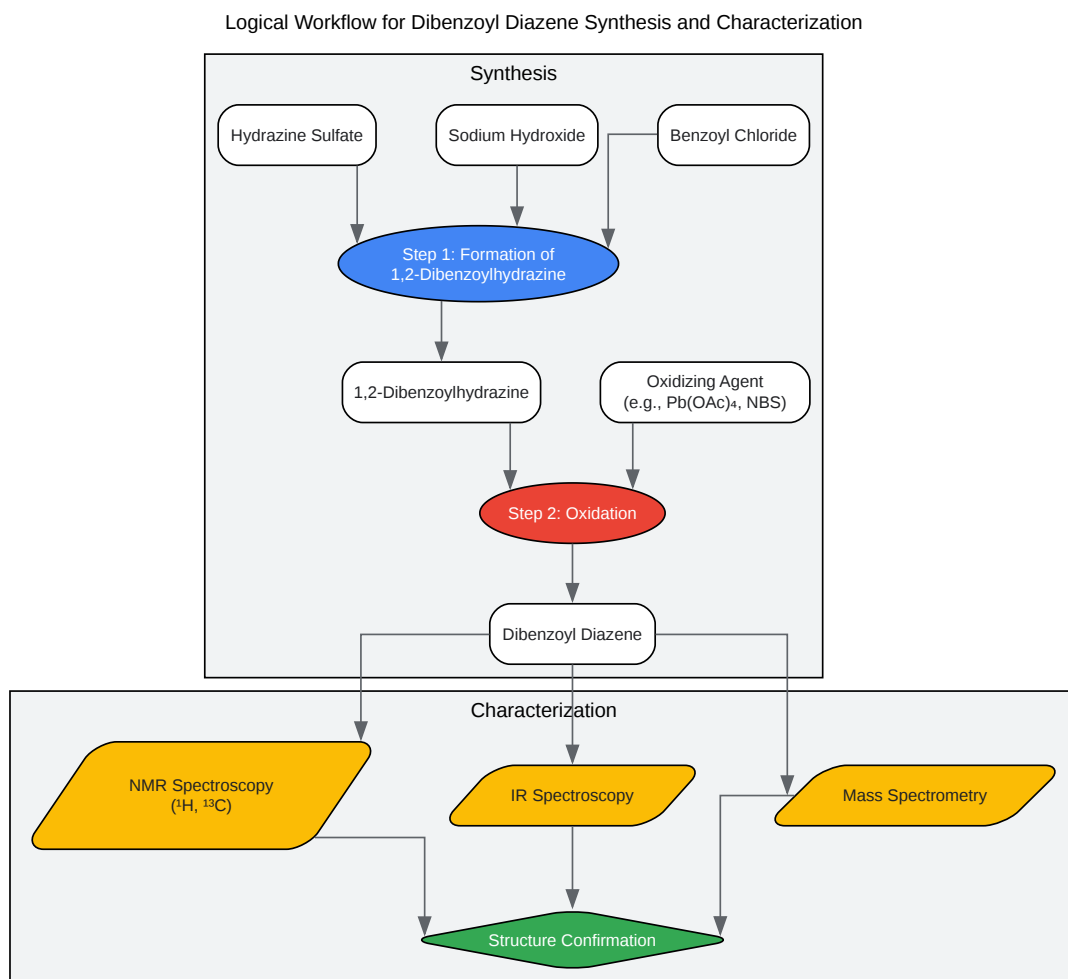 Logical Workflow for Dibenzoyl Diazene Synthesis and Characterization
Synthesis
Hydrazine Sulfate
Sodium Hydroxide
Benzoyl Chloride
Step 1: Formation of
1,2-Dibenzoylhydrazine
1,2-Dibenzoylhydrazine
Oxidizing Agent
(e.g., Pb(OAc)₄, NBS)
Step 2: Oxidation
Dibenzoyl Diazene
Characterization
NMR Spectroscopy
(¹H, ¹³C)
IR Spectroscopy
Mass Spectrometry
Structure Confirmation